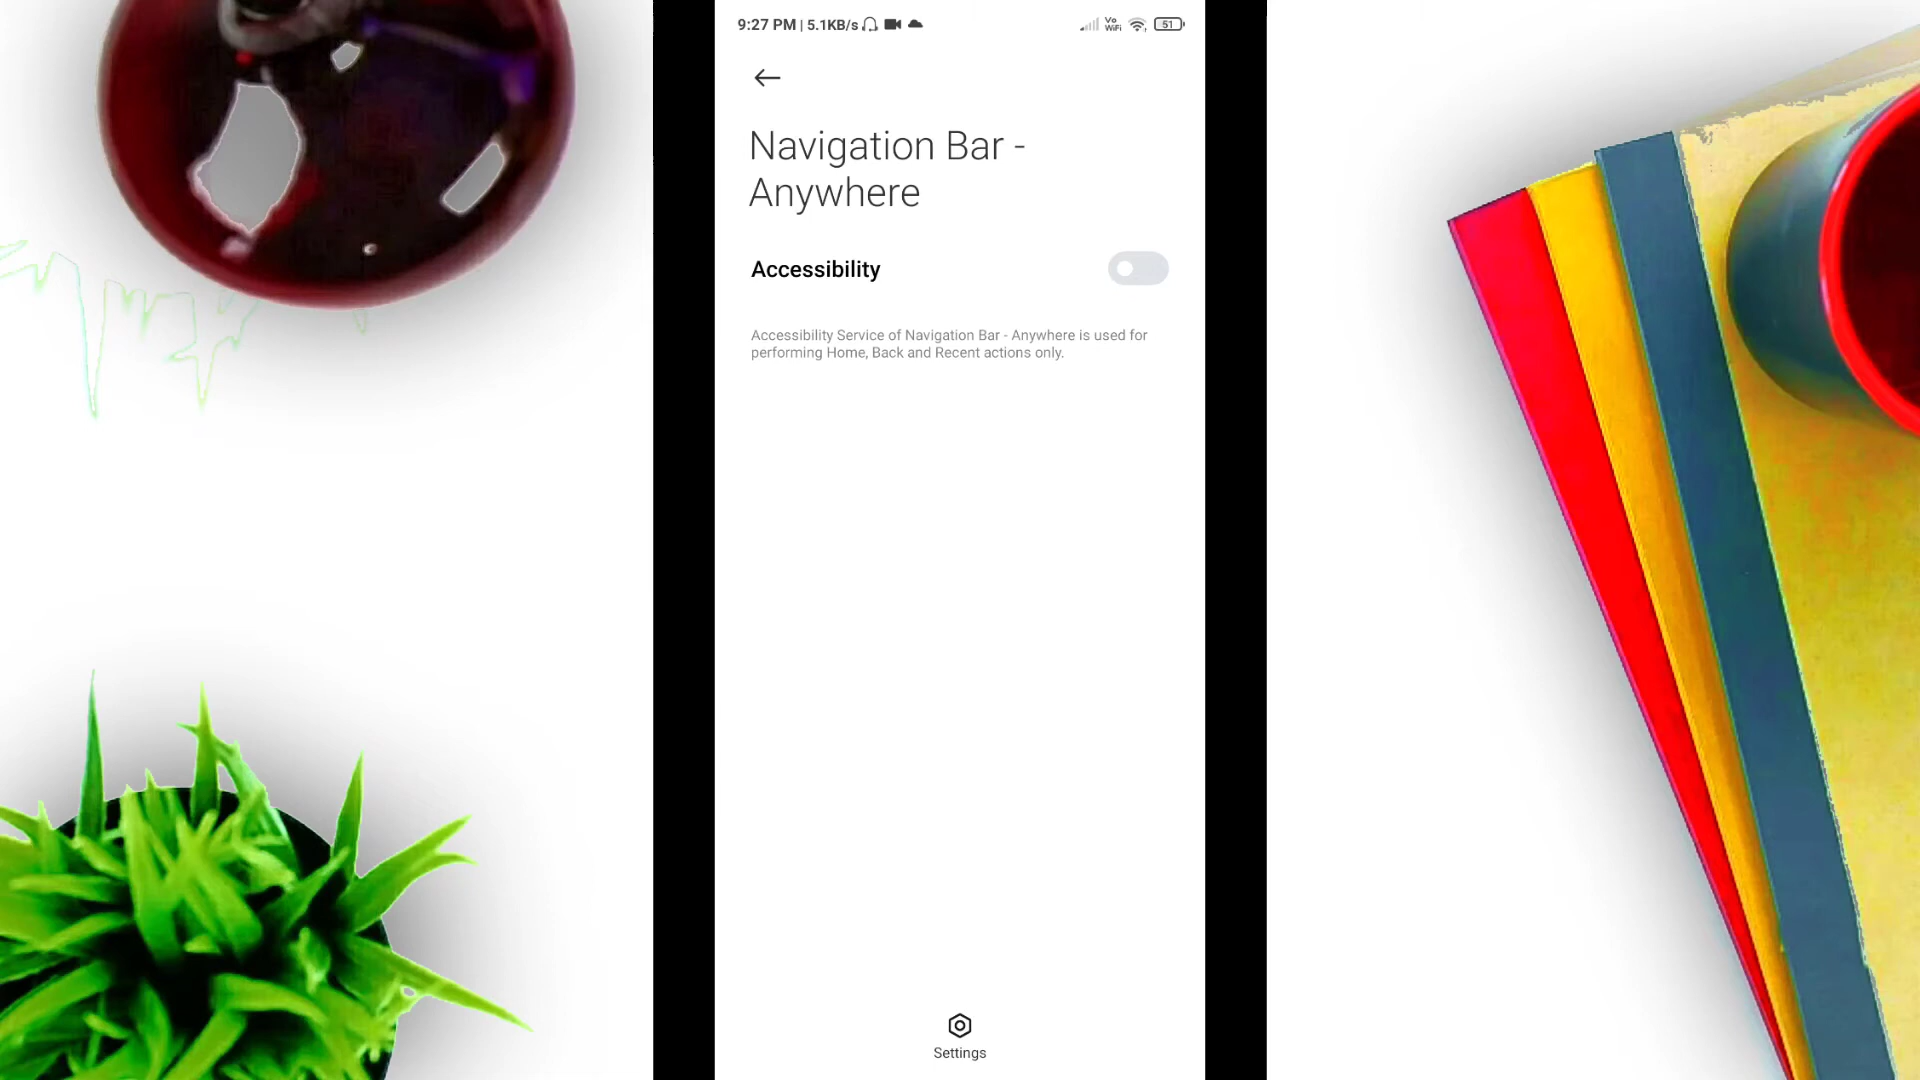 9:27 PM | 5.1KB/s Vo WiFi 51
Navigation Bar -
Anywhere
Accessibility
Accessibility Service of Navigation Bar - Anywhere is used for
performing Home, Back and Recent actions only.
Settings